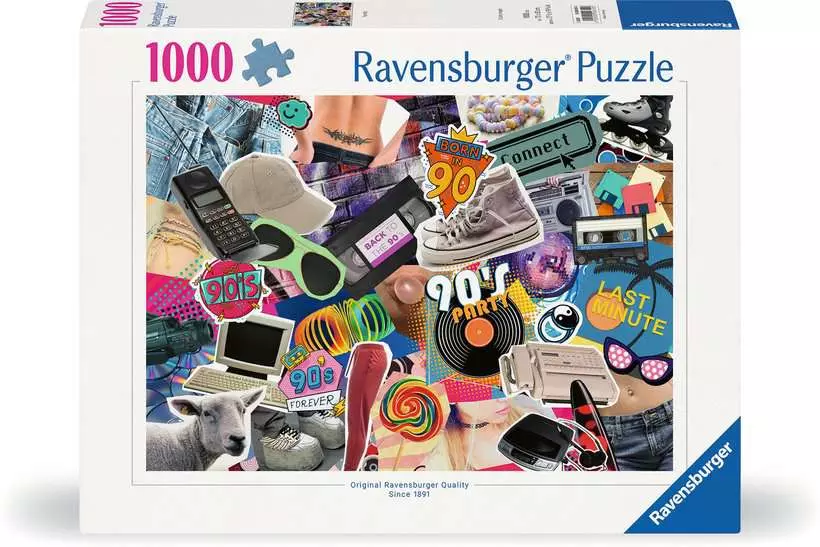 1000
Ravensburger® Puzzle
BORN
IN
90
Connect
BACK TO
THE 90
90'S
90'S
PARTY
LAST
MINUTE
90's
FOREVER
Original Ravensburger Quality
Since 1891
Ravensburger